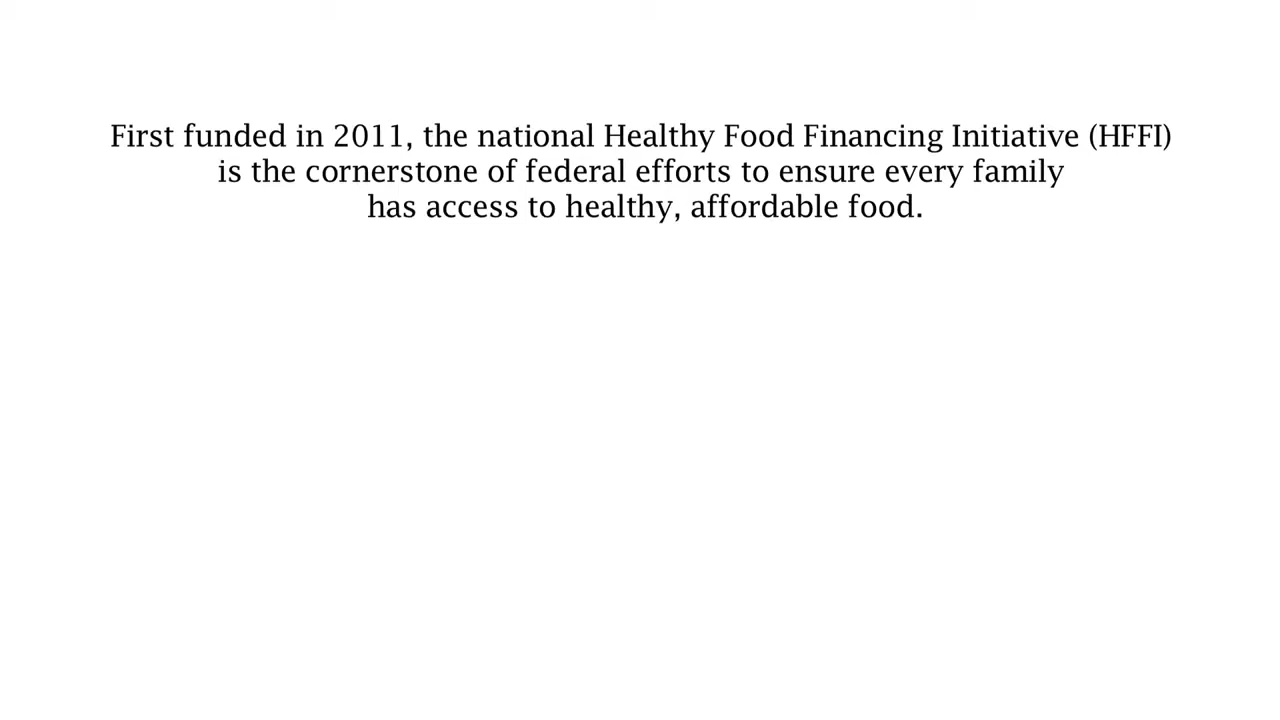 First funded in 2011, the national Healthy Food Financing Initiative (HFFI)
is the cornerstone of federal efforts to ensure every family
has access to healthy, affordable food.